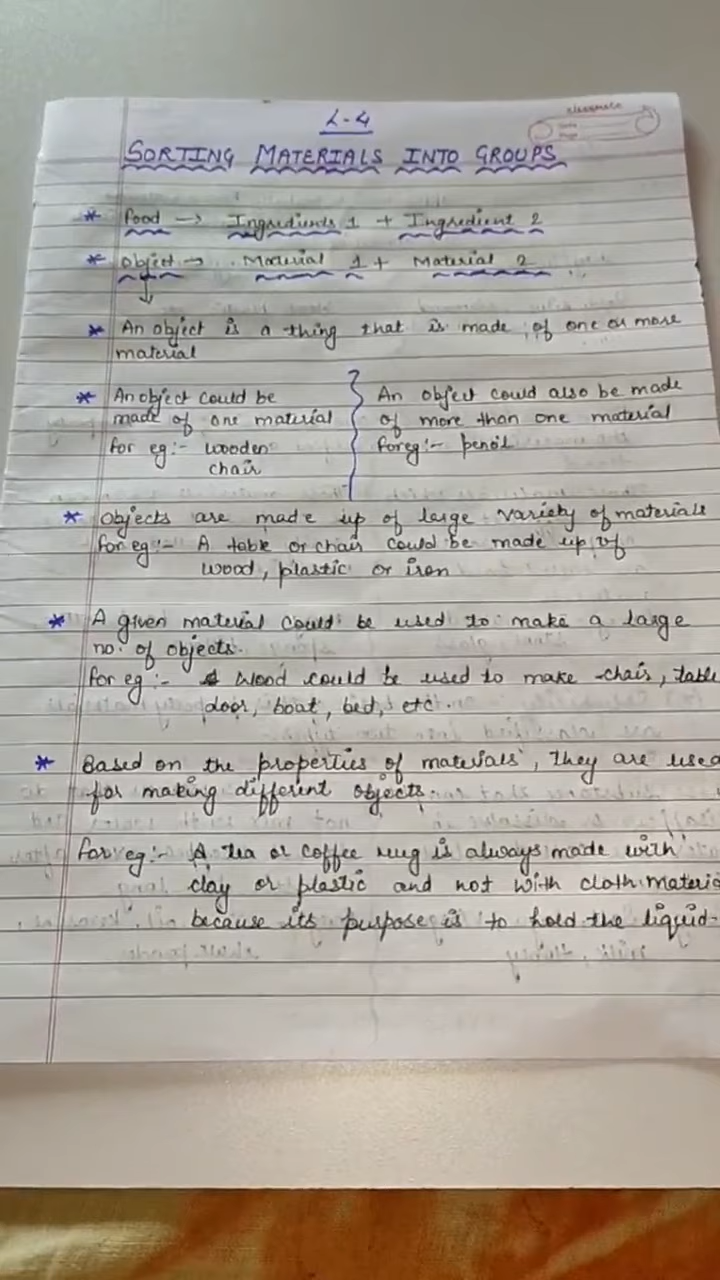 L-4
classmate
SORTING MATERIALS INTO GROUPS
* Food → Ingredients 1 + Ingredient 2
* Object → Material 1 + Material 2
* An object is a thing that is made of one or more
material
* An object could be
made of one material
for eg:- wooden
chair
An object could also be made
of more than one material
for eg:- pencil
* Objects are made up of large variety of materials
for eg:- A table or chair could be made up of
wood, plastic or iron
* A given material could be used to make a large
no. of objects.
for eg:- Wood could be used to make chair, table
door, boat, bed, etc.
* Based on the properties of materials, they are used
for making different objects.
for eg:- A tea or coffee mug is always made with
clay or plastic and not with cloth materia
because its purpose is to hold the liquid.